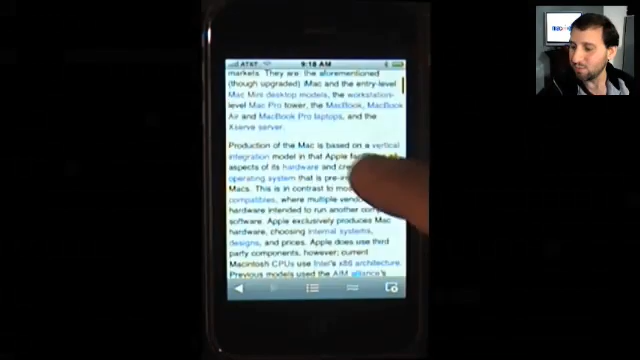 AT&T 9:18 AM
markets. They are: the aforementioned
(though upgraded) iMac and the entry-level
Mac Mini desktop models, the workstation-
level Mac Pro tower, the MacBook, MacBook
Air and MacBook Pro laptops, and the
Xserve server.
Production of the Mac is based on a vertical
integration model in that Apple
aspects of its hardware and
operating system that is
Macs. This is in contrast to most
compatibles, where multiple
hardware intended to run another
software. Apple exclusively produces Mac
hardware, choosing internal systems,
designs, and prices. Apple does use third
party components, however; current
Macintosh CPUs use Intel's x86 architecture.
Previous models used the AIM alliance's